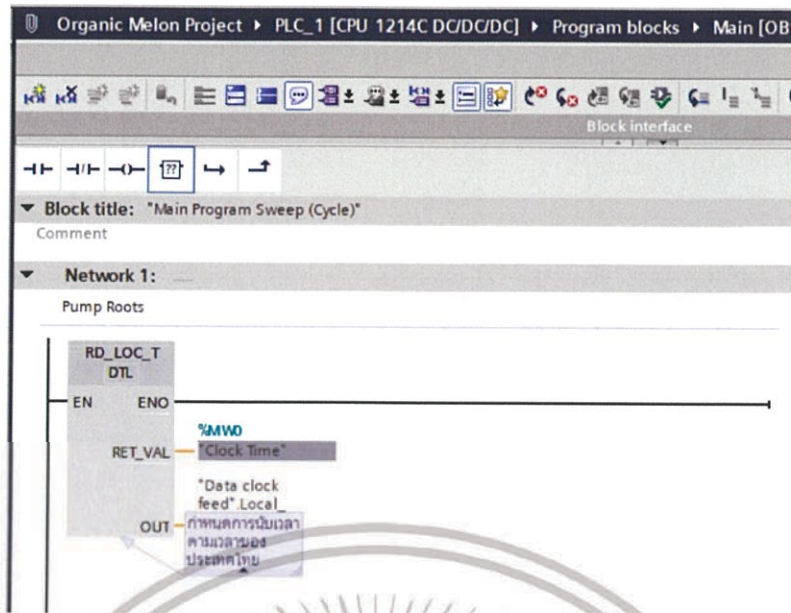 Organic Melon Project ▸ PLC_1 [CPU 1214C DC/DC/DC] ▸ Program blocks ▸ Main [OB
Block interface
??
Block title: "Main Program Sweep (Cycle)"
Comment
Network 1: .....
Pump Roots
RD_LOC_T
DTL
EN ENO
%MW0
RET_VAL "Clock Time"
"Data clock
feed".Local_
OUT กำหนดการนับเวลา
ตามเวลาของ
ประเทศไทย